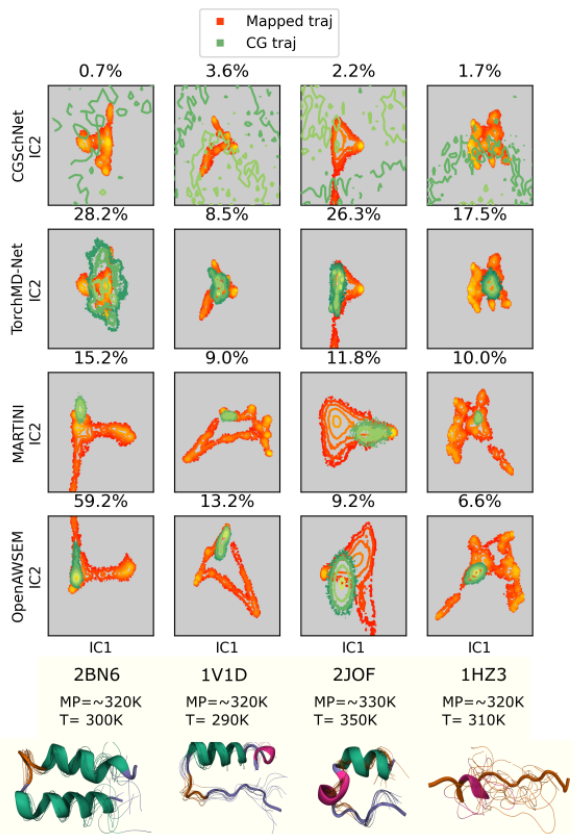 Mapped traj
CG traj
0.7% 3.6% 2.2% 1.7%
CGSchNet
IC2
28.2% 8.5% 26.3% 17.5%
TorchMD-Net
IC2
15.2% 9.0% 11.8% 10.0%
MARTINI
IC2
59.2% 13.2% 9.2% 6.6%
OpenAWSEM
IC2
IC1 IC1 IC1 IC1
2BN6 1V1D 2JOF 1HZ3
MP=~320K MP=~320K MP=~330K MP=~320K
T= 300K T= 290K T= 350K T= 310K